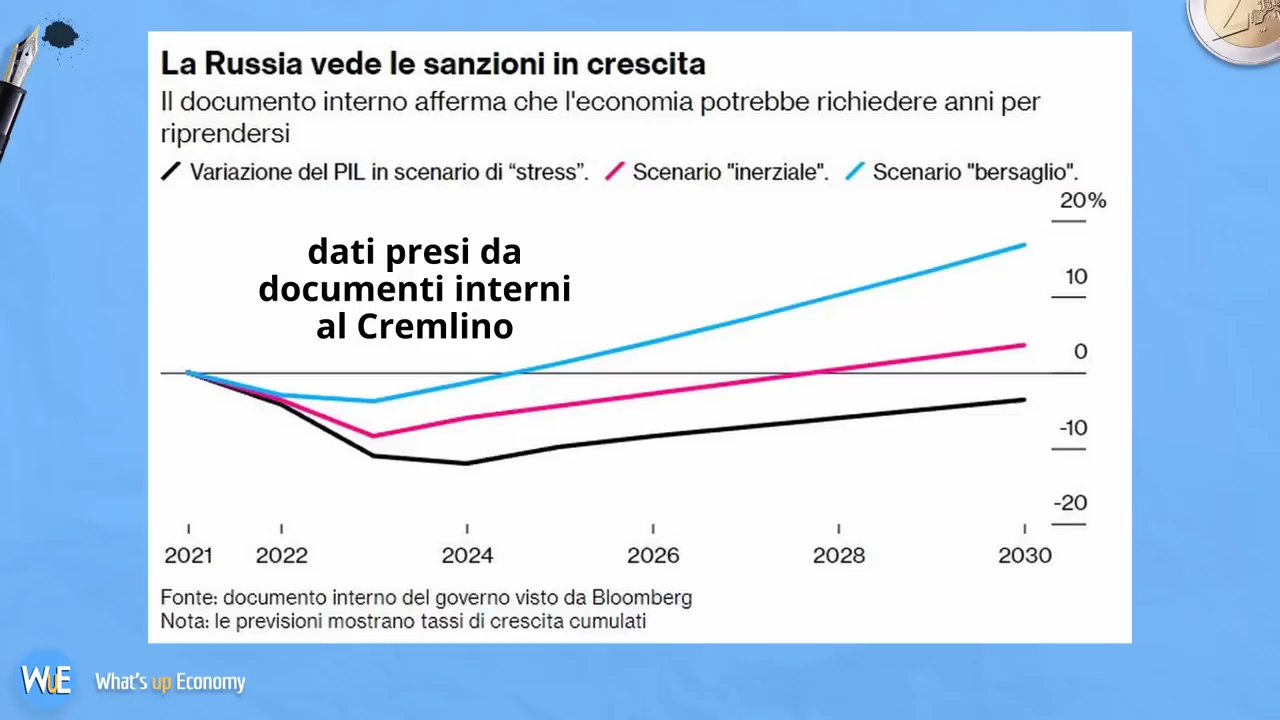 La Russia vede le sanzioni in crescita
Il documento interno afferma che l'economia potrebbe richiedere anni per
riprendersi
Variazione del PIL in scenario di “stress”. Scenario "inerziale". Scenario "bersaglio".
20%
dati presi da
documenti interni
al Cremlino
10
0
-10
-20
2021 2022 2024 2026 2028 2030
Fonte: documento interno del governo visto da Bloomberg
Nota: le previsioni mostrano tassi di crescita cumulati
WuE What's up Economy